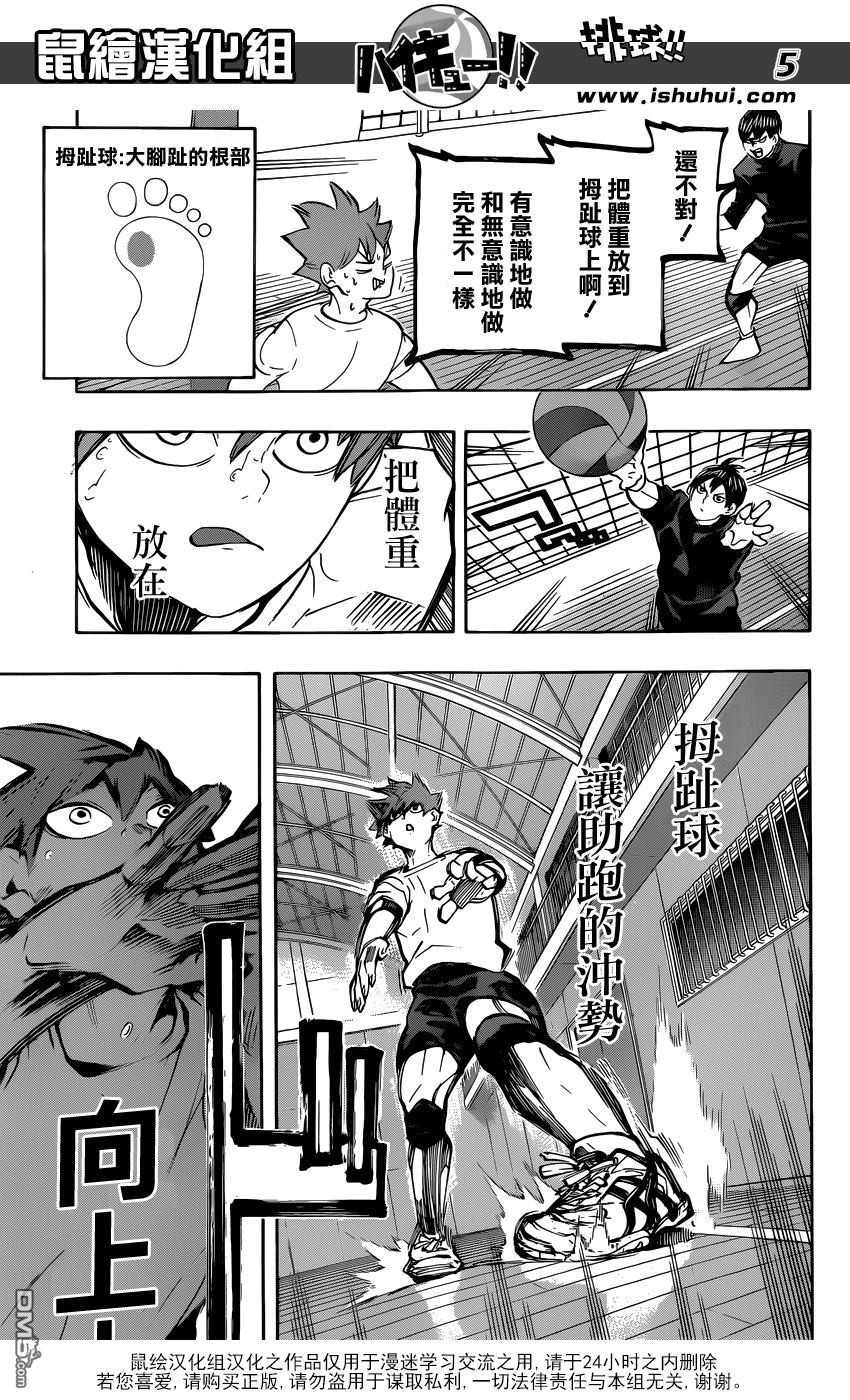 鼠繪漢化組
ハイキュー!!
排球!!
5
www.ishuhui.com
還不對！
把體重放到
拇趾球上啊！
有意識地做
和無意識地做
完全不一樣
拇趾球:大腳趾的根部
把體重
放在
拇趾球
讓助跑的沖勢
ド
向上
DM5.com
鼠绘汉化组汉化之作品仅用于漫迷学习交流之用, 请于24小时之内删除
若您喜爱, 请购买正版, 请勿盗用于谋取私利, 一切法律责任与本组无关, 谢谢。